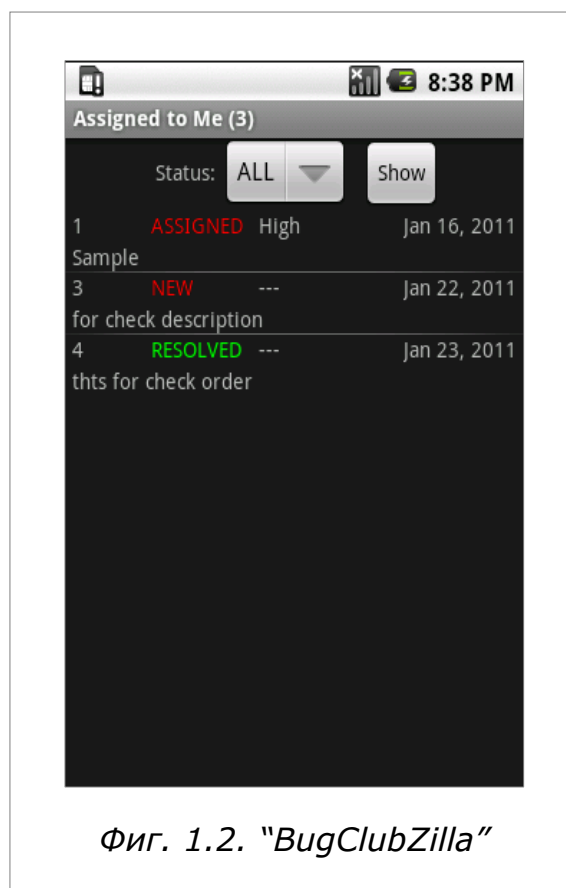 8:38 PM
Assigned to Me (3)
Status: ALL Show
1 ASSIGNED High Jan 16, 2011
Sample
3 NEW --- Jan 22, 2011
for check description
4 RESOLVED --- Jan 23, 2011
thts for check order
Фиг. 1.2. “BugClubZilla”